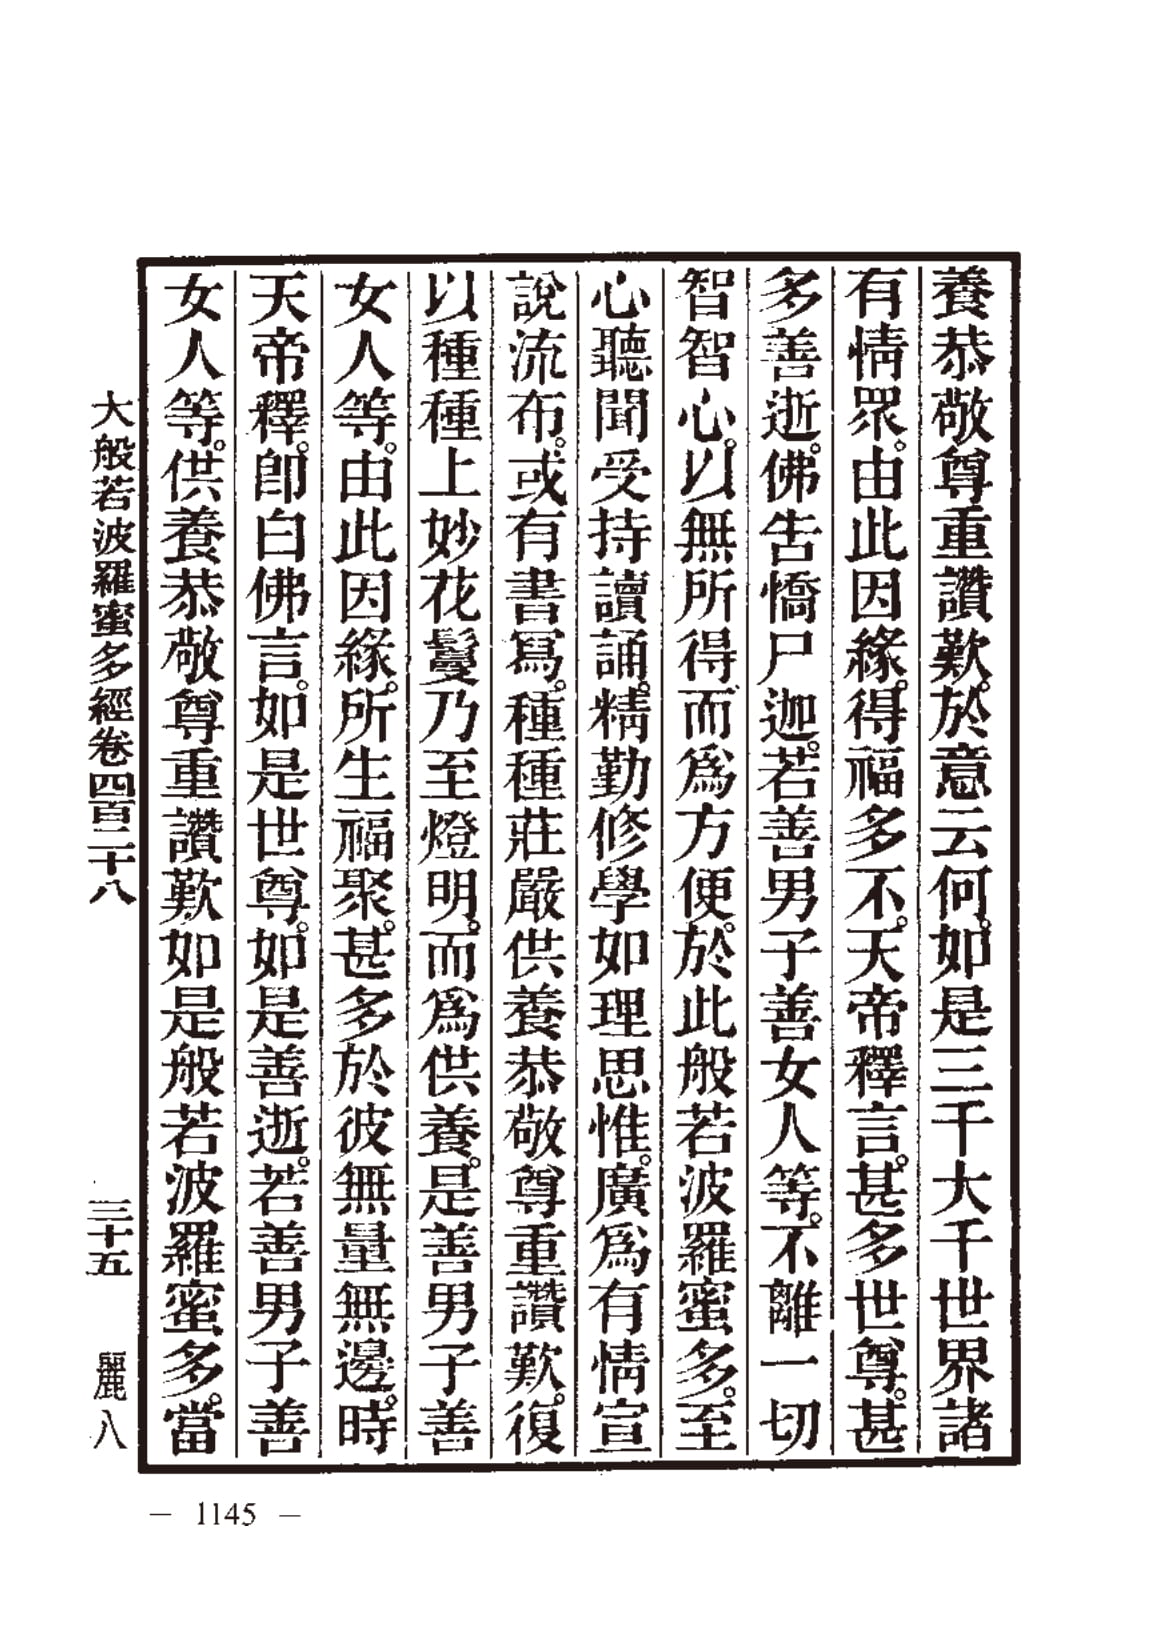 養恭敬尊重讚歎。於意云何。如是三千大千世界諸
有情眾。由此因緣。得福多不。天帝釋言。甚多世尊。甚
多善逝。佛告憍尸迦。若善男子善女人等。不離一切
智智心。以無所得而爲方便。於此般若波羅蜜多。至
心聽聞受持讀誦。精勤修學如理思惟。廣爲有情宣
說流布。或有書寫。種種莊嚴供養恭敬尊重讚歎。復
以種種上妙花鬘乃至燈明。而爲供養。是善男子善
女人等。由此因緣。所生福聚。甚多於彼無量無邊。時
天帝釋。卽白佛言。如是世尊。如是善逝。若善男子善
女人等。供養恭敬尊重讚歎如是般若波羅蜜多。當
大般若波羅蜜多經卷四百二十八 三十五 麗八
— 1145 —